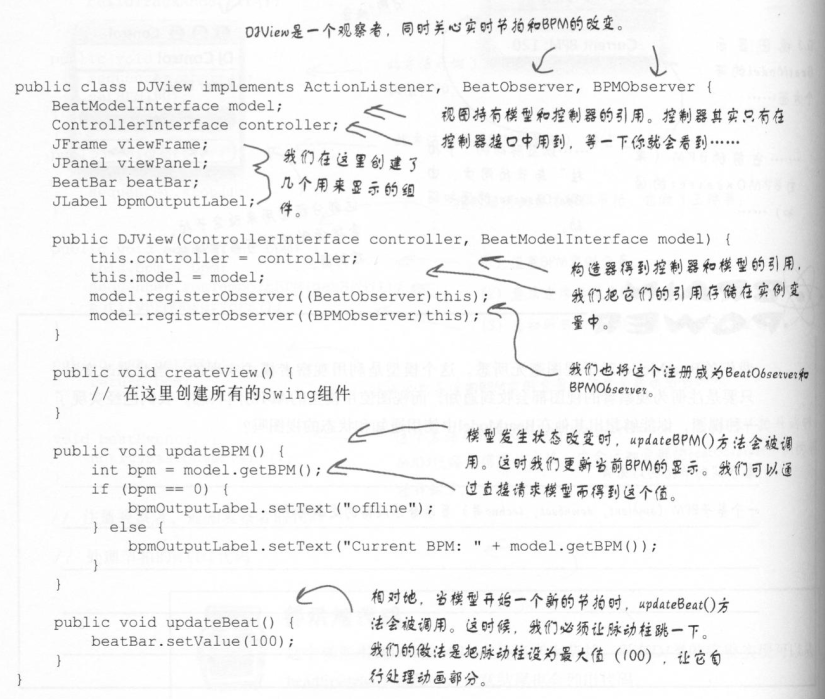 DJView是一个观察者，同时关心实时节拍和BPM的改变。
public class DJView implements ActionListener,  BeatObserver, BPMObserver {
    BeatModelInterface model;
    ControllerInterface controller;
    JFrame viewFrame;
    JPanel viewPanel;
    BeatBar beatBar;
    JLabel bpmOutputLabel;
视图持有模型和控制器的引用。控制器其实只有在
控制器接口中用到，等一下你就会看到……
我们在这里创建了
几个用来显示的组
件。
    public DJView(ControllerInterface controller, BeatModelInterface model) {
        this.controller = controller;
        this.model = model;
        model.registerObserver((BeatObserver)this);
        model.registerObserver((BPMObserver)this);
    }
构造器得到控制器和模型的引用，
我们把它们的引用存储在实例变
量中。
我们也将这个注册成为BeatObserver和
BPMObserver。
    public void createView() {
        // 在这里创建所有的Swing组件
    }
    public void updateBPM() {
        int bpm = model.getBPM();
        if (bpm == 0) {
            bpmOutputLabel.setText("offline");
        } else {
            bpmOutputLabel.setText("Current BPM: " + model.getBPM());
        }
    }
模型发生状态改变时，updateBPM()方法会被调
用。这时我们更新当前BPM的显示。我们可以通
过直接请求模型而得到这个值。
    public void updateBeat() {
        beatBar.setValue(100);
    }
}
相对地，当模型开始一个新的节拍时，updateBeat()方
法会被调用。这时候，我们必须让脉动柱跳一下。
我们的做法是把脉动柱设为最大值（100），让它自
行处理动画部分。